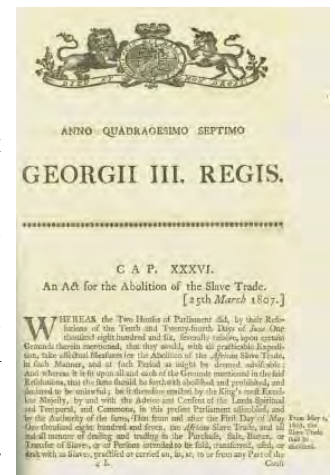 ANNO QUADRAGESIMO SEPTIMO
GEORGII III. REGIS.
CAP. XXXVI.
An Act for the Abolition of the Slave Trade.
[25th March 1807.]
WHEREAS the Two Houses of Parliament did, by their Reso-
lutions of the Tenth and Twenty-fourth Days of June One
thousand eight hundred and six, severally resolve, upon certain
Grounds therein mentioned, that they would, with all practicable Expedi-
tion, take effectual Measures for the Abolition of the African Slave Trade,
in such Manner, and at such Period as might be deemed adviseable:
And whereas it is fit upon all and each of the Grounds mentioned in the said
Resolutions, that the same should be forthwith abolished and prohibited, and
declared to be unlawful; be it therefore enacted by the King's most Excel-
lent Majesty, by and with the Advice and Consent of the Lords Spiritual
and Temporal, and Commons, in this present Parliament assembled, and
by the Authority of the same, That from and after the First Day of May
One thousand eight hundred and seven, the African Slave Trade, and all
and all manner of dealing and trading in the Purchase, Sale, Barter, or
Transfer of Slaves, or of Persons intended to be sold, transferred, used, or
dealt with as Slaves, practised or carried on, in, at, to or from any Part of the
4 L
Coast
From May 1,
1807, the
Slave Trade
shall be
abolished.